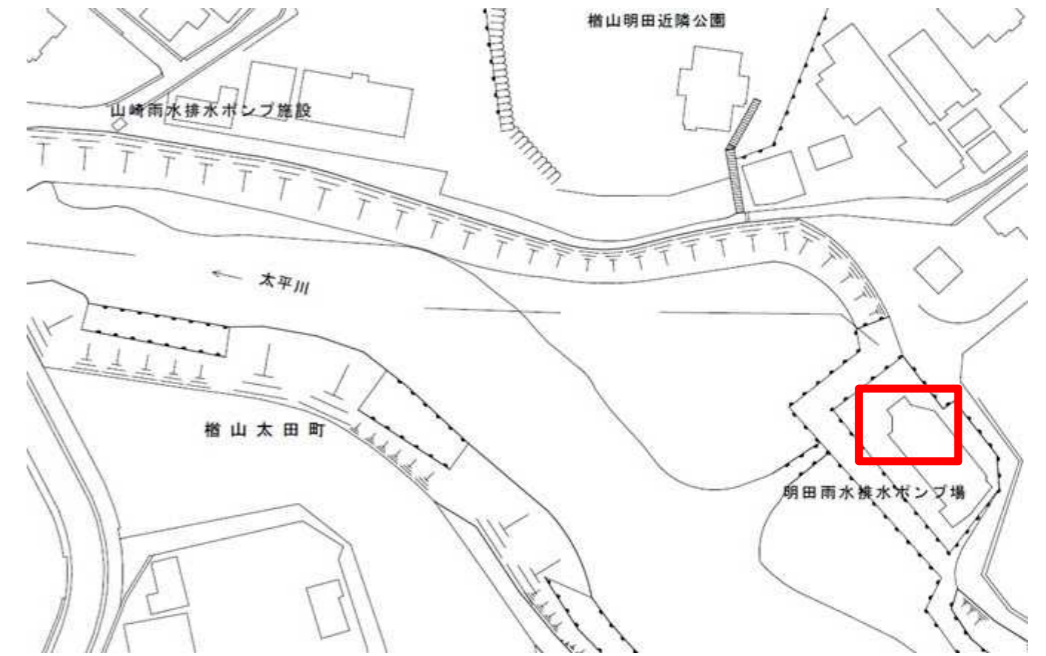 楢山明田近隣公園
山崎雨水排水ポンプ施設
太平川
楢山太田町
明田雨水排水ポンプ場